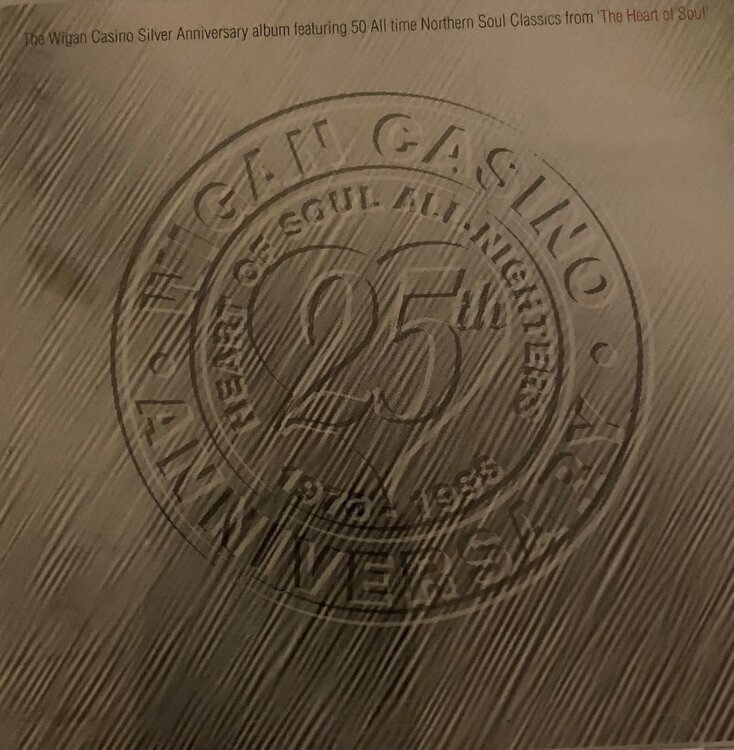 The Wigan Casino Silver Anniversary album featuring 50 All time Northern Soul Classics from 'The Heart of Soul'
WIGAN CASINO
HEART OF SOUL ALL-NIGHTERS
25th
1973 - 1998
ANNIVERSARY